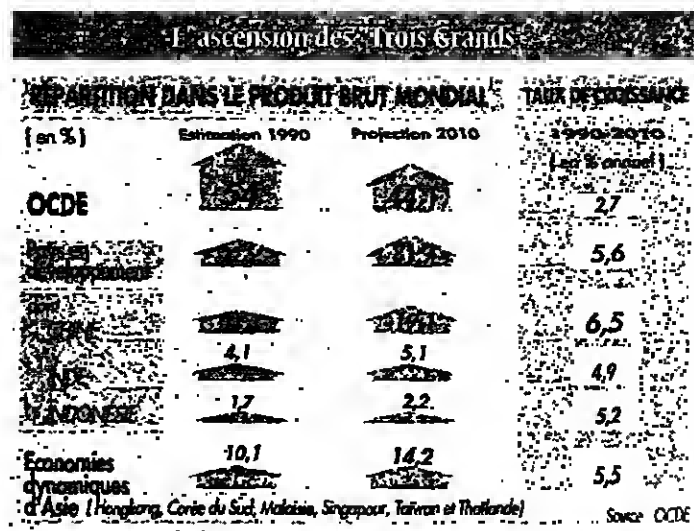 L'ascension des "Trois Grands"
RÉPARTITION DANS LE PRODUIT BRUT MONDIAL
TAUX DE CROISSANCE
(en %)
Estimation 1990
Projection 2010
1990-2010
(en % annuel)
OCDE
2,7
développement
5,6
CHINE
6,5
4,1
5,1
INDE
4,9
1,7
2,2
INDONÉSIE
5,2
Économies
dynamiques
d'Asie (Hongkong, Corée du Sud, Malaisie, Singapour, Taïwan et Thaïlande)
10,1
14,2
5,5
Source OCDE